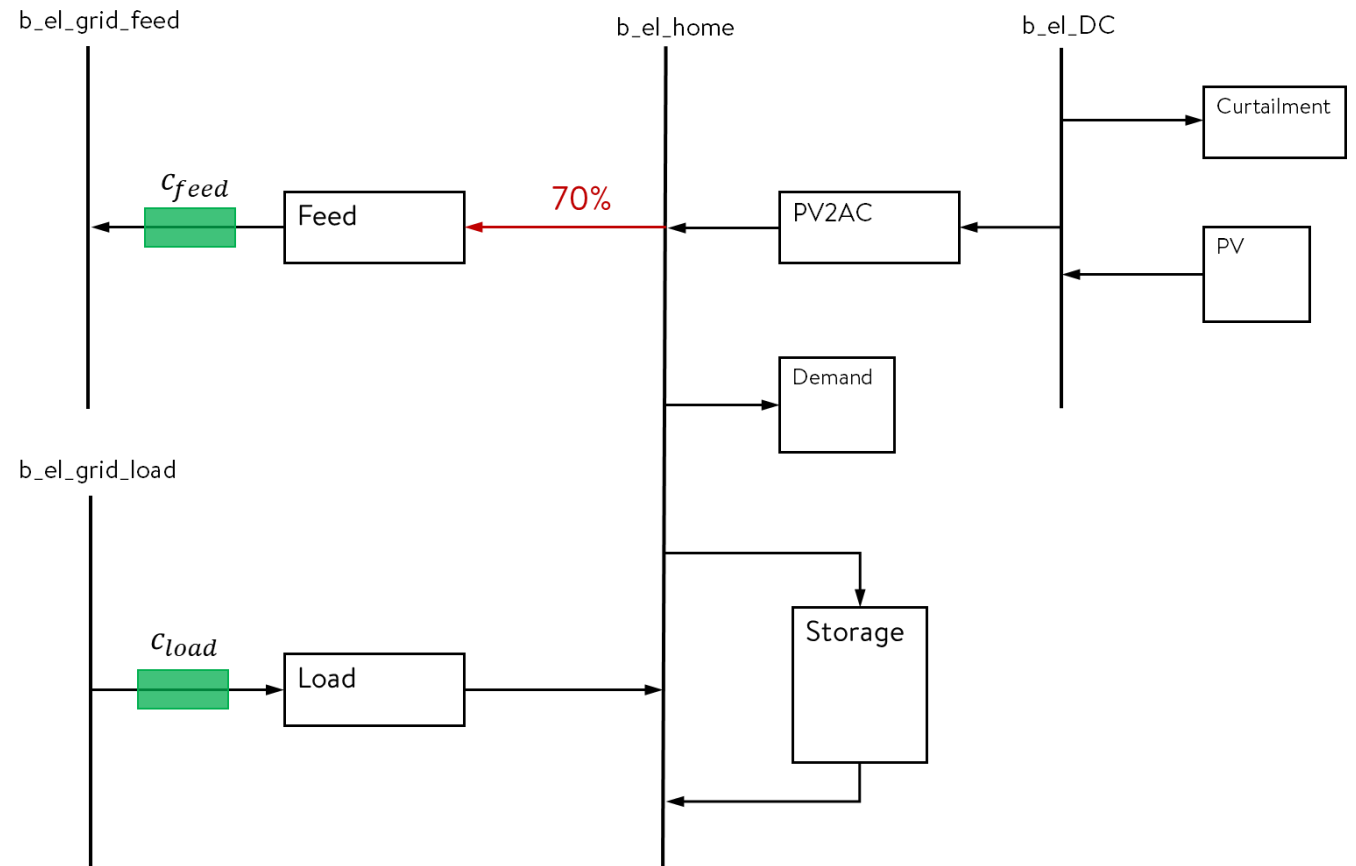 b_el_grid_feed
b_el_home
b_el_DC
Curtailment
c_feed
Feed
70%
PV2AC
PV
Demand
b_el_grid_load
c_load
Load
Storage